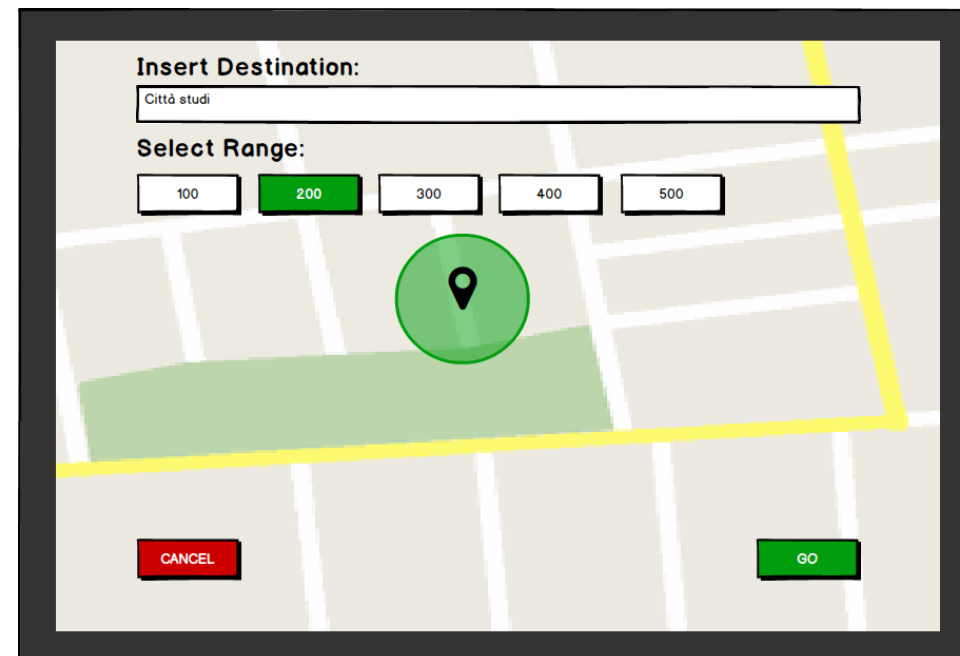 Insert Destination:
Città studi
Select Range:
100 200 300 400 500
CANCEL GO